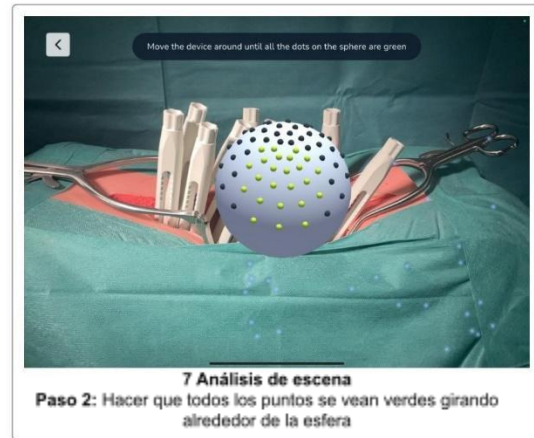 Move the device around until all the dots on the sphere are green
7 Análisis de escena
Paso 2: Hacer que todos los puntos se vean verdes girando
alrededor de la esfera